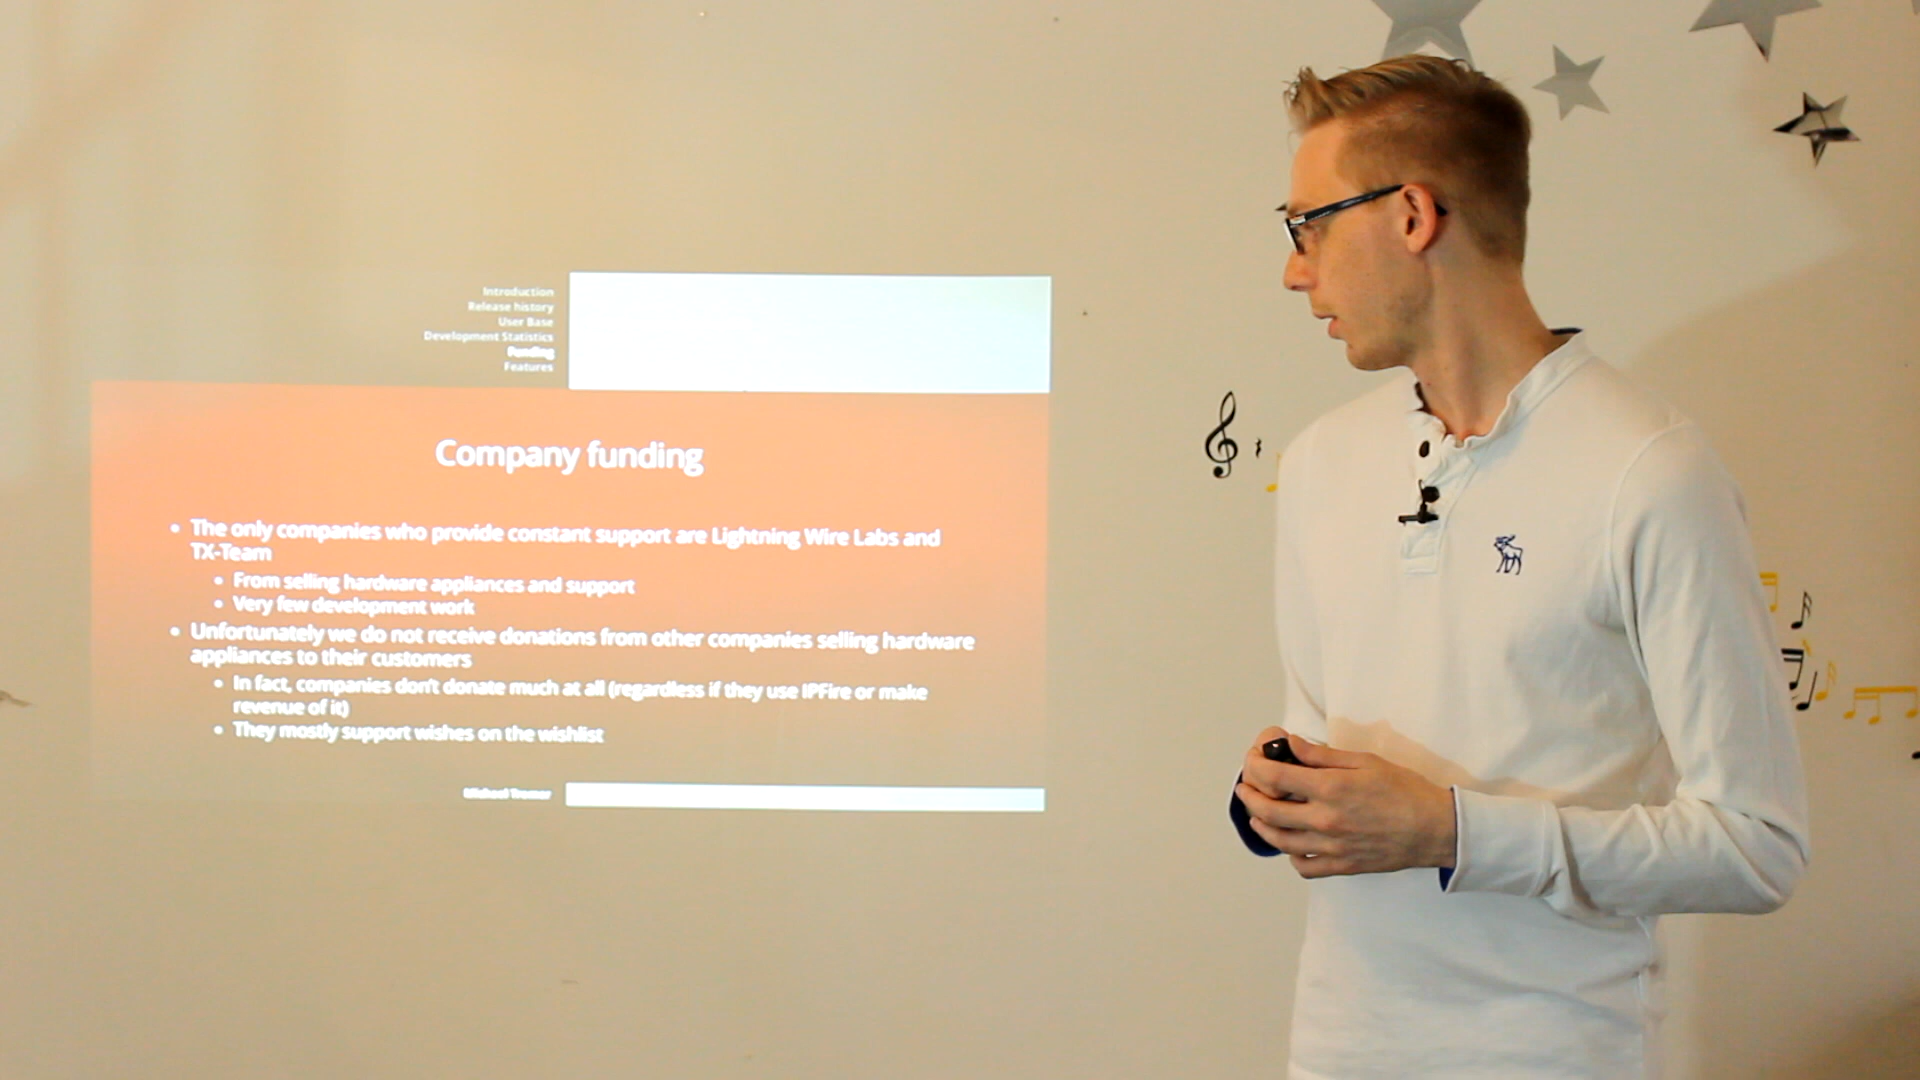 Introduction
Release history
User Base
Development Statistics
Funding
Features
Company funding
• The only companies who provide constant support are Lightning Wire Labs and
TX-Team
• From selling hardware appliances and support
• Very few development work
• Unfortunately we do not receive donations from other companies selling hardware
appliances to their customers
• In fact, companies don't donate much at all (regardless if they use IPFire or make
revenue of it)
• They mostly support wishes on the wishlist
Michael Tremer